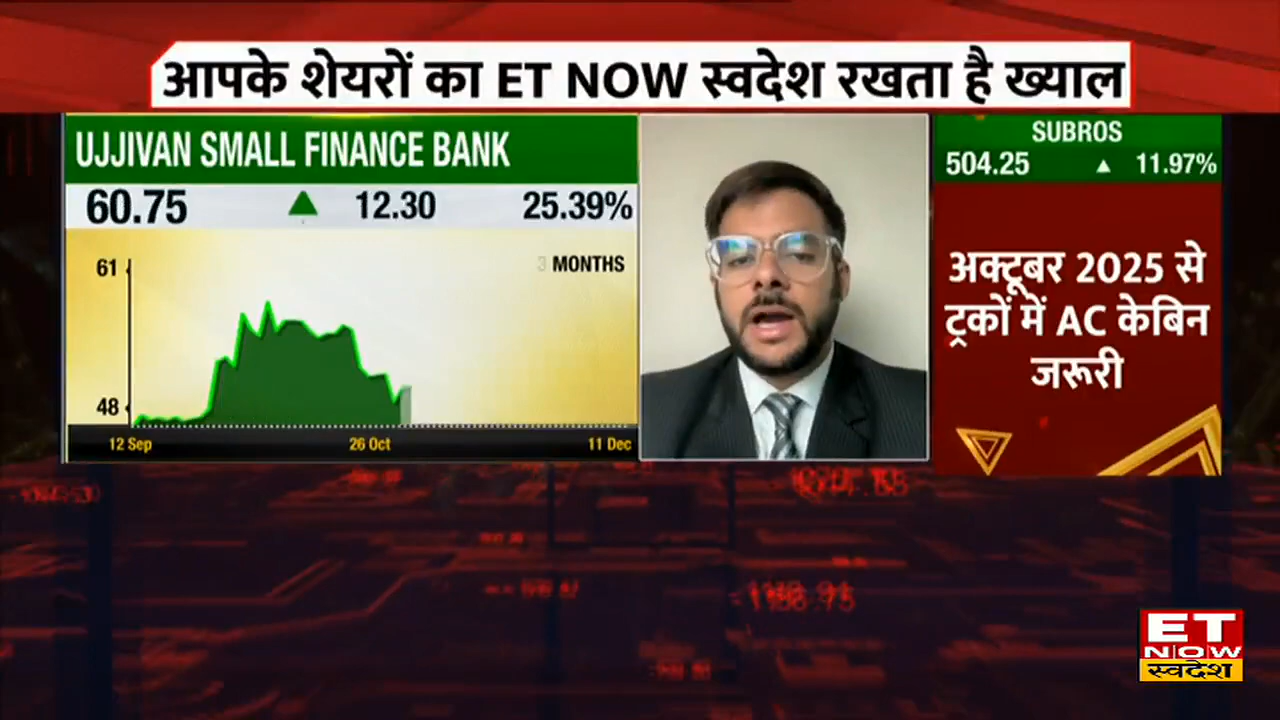 आपके शेयरों का ET NOW स्वदेश रखता है ख्याल
UJJIVAN SMALL FINANCE BANK
60.75 ▲ 12.30 25.39%
3 MONTHS
61
48
12 Sep 26 Oct 11 Dec
SUBROS
504.25 ▲ 11.97%
अक्टूबर 2025 से
ट्रकों में AC केबिन
जरूरी
ET
NOW
स्वदेश